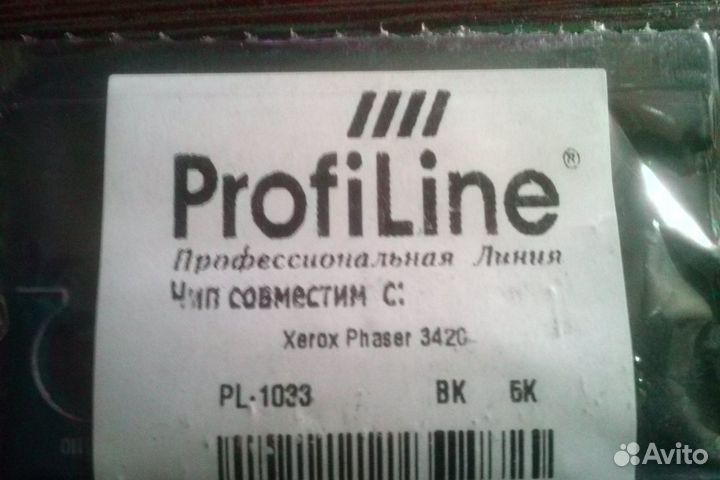 ProfiLine®
Профессиональная Линия
Чип совместим с:
Xerox Phaser 3420
PL-1033 BK 5K
Avito